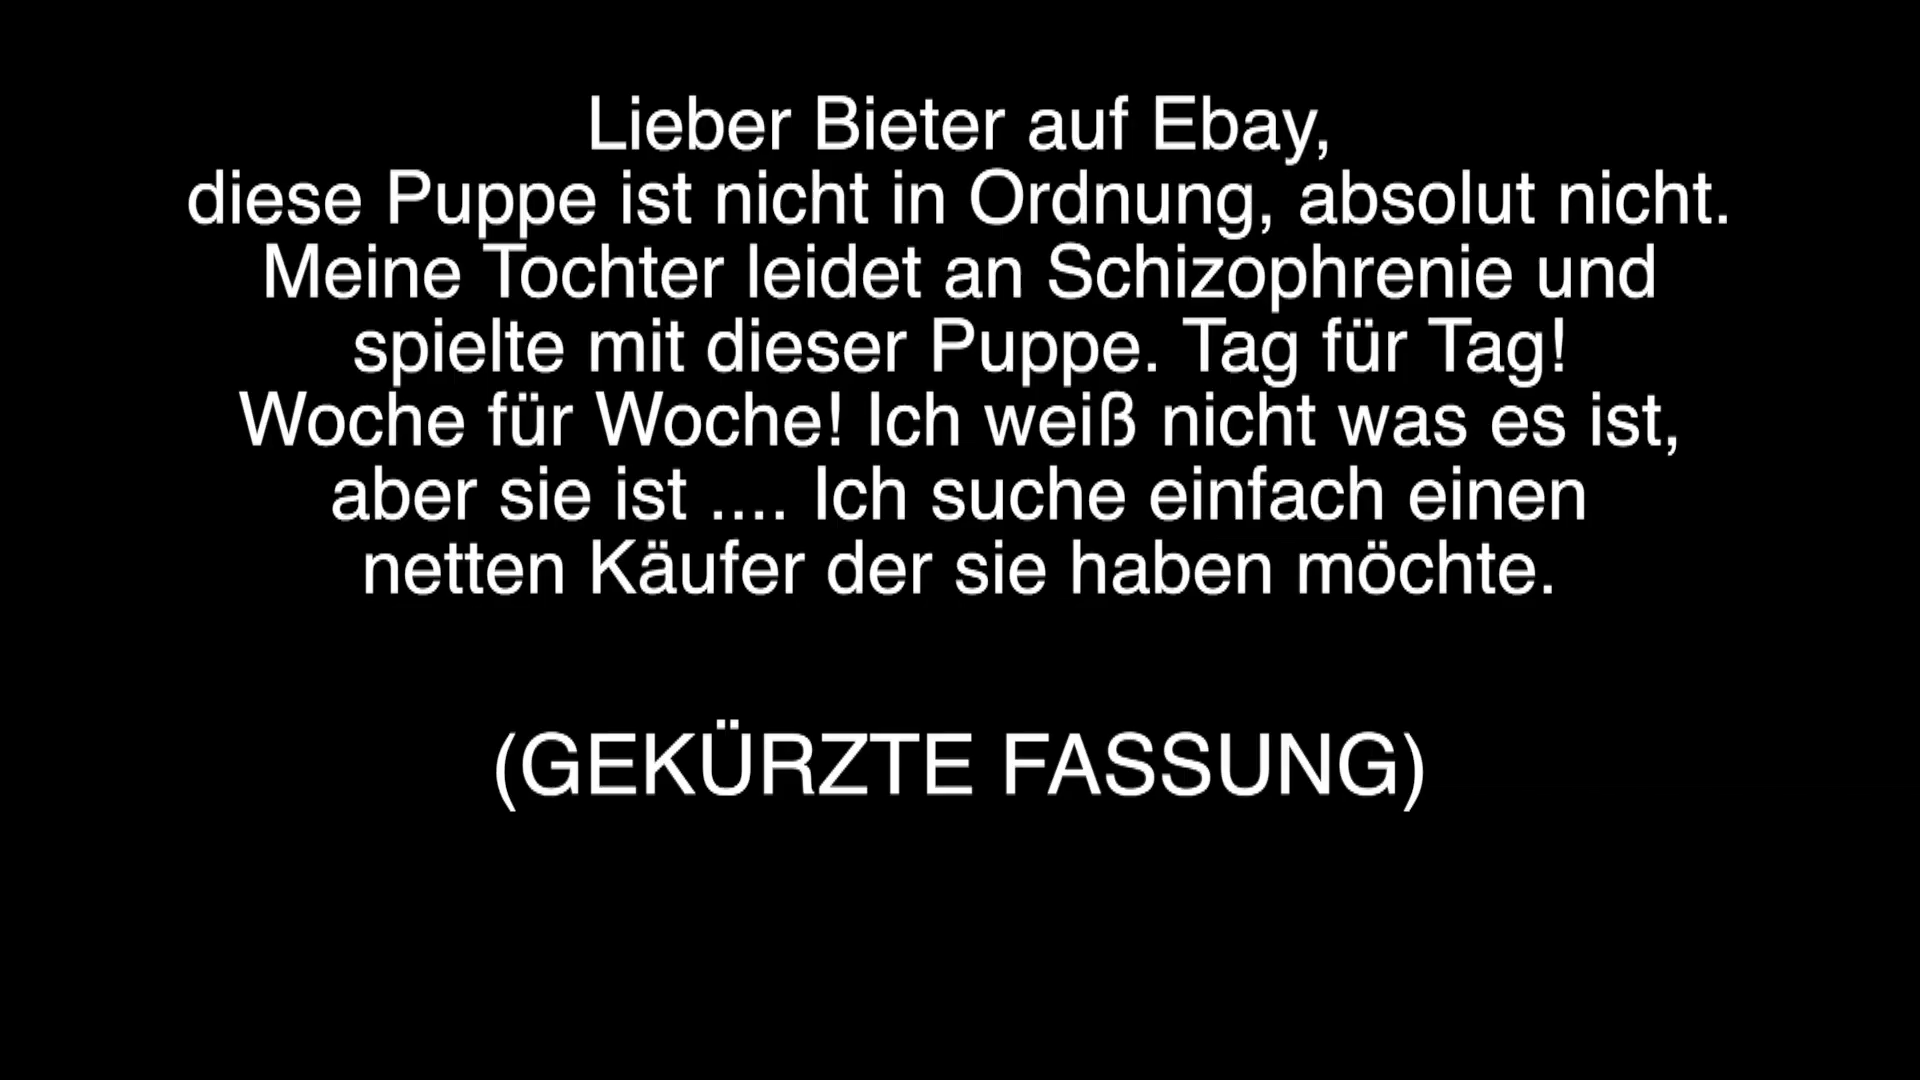 Lieber Bieter auf Ebay,
diese Puppe ist nicht in Ordnung, absolut nicht.
Meine Tochter leidet an Schizophrenie und
spielte mit dieser Puppe. Tag für Tag!
Woche für Woche! Ich weiß nicht was es ist,
aber sie ist .... Ich suche einfach einen
netten Käufer der sie haben möchte.
(GEKÜRZTE FASSUNG)